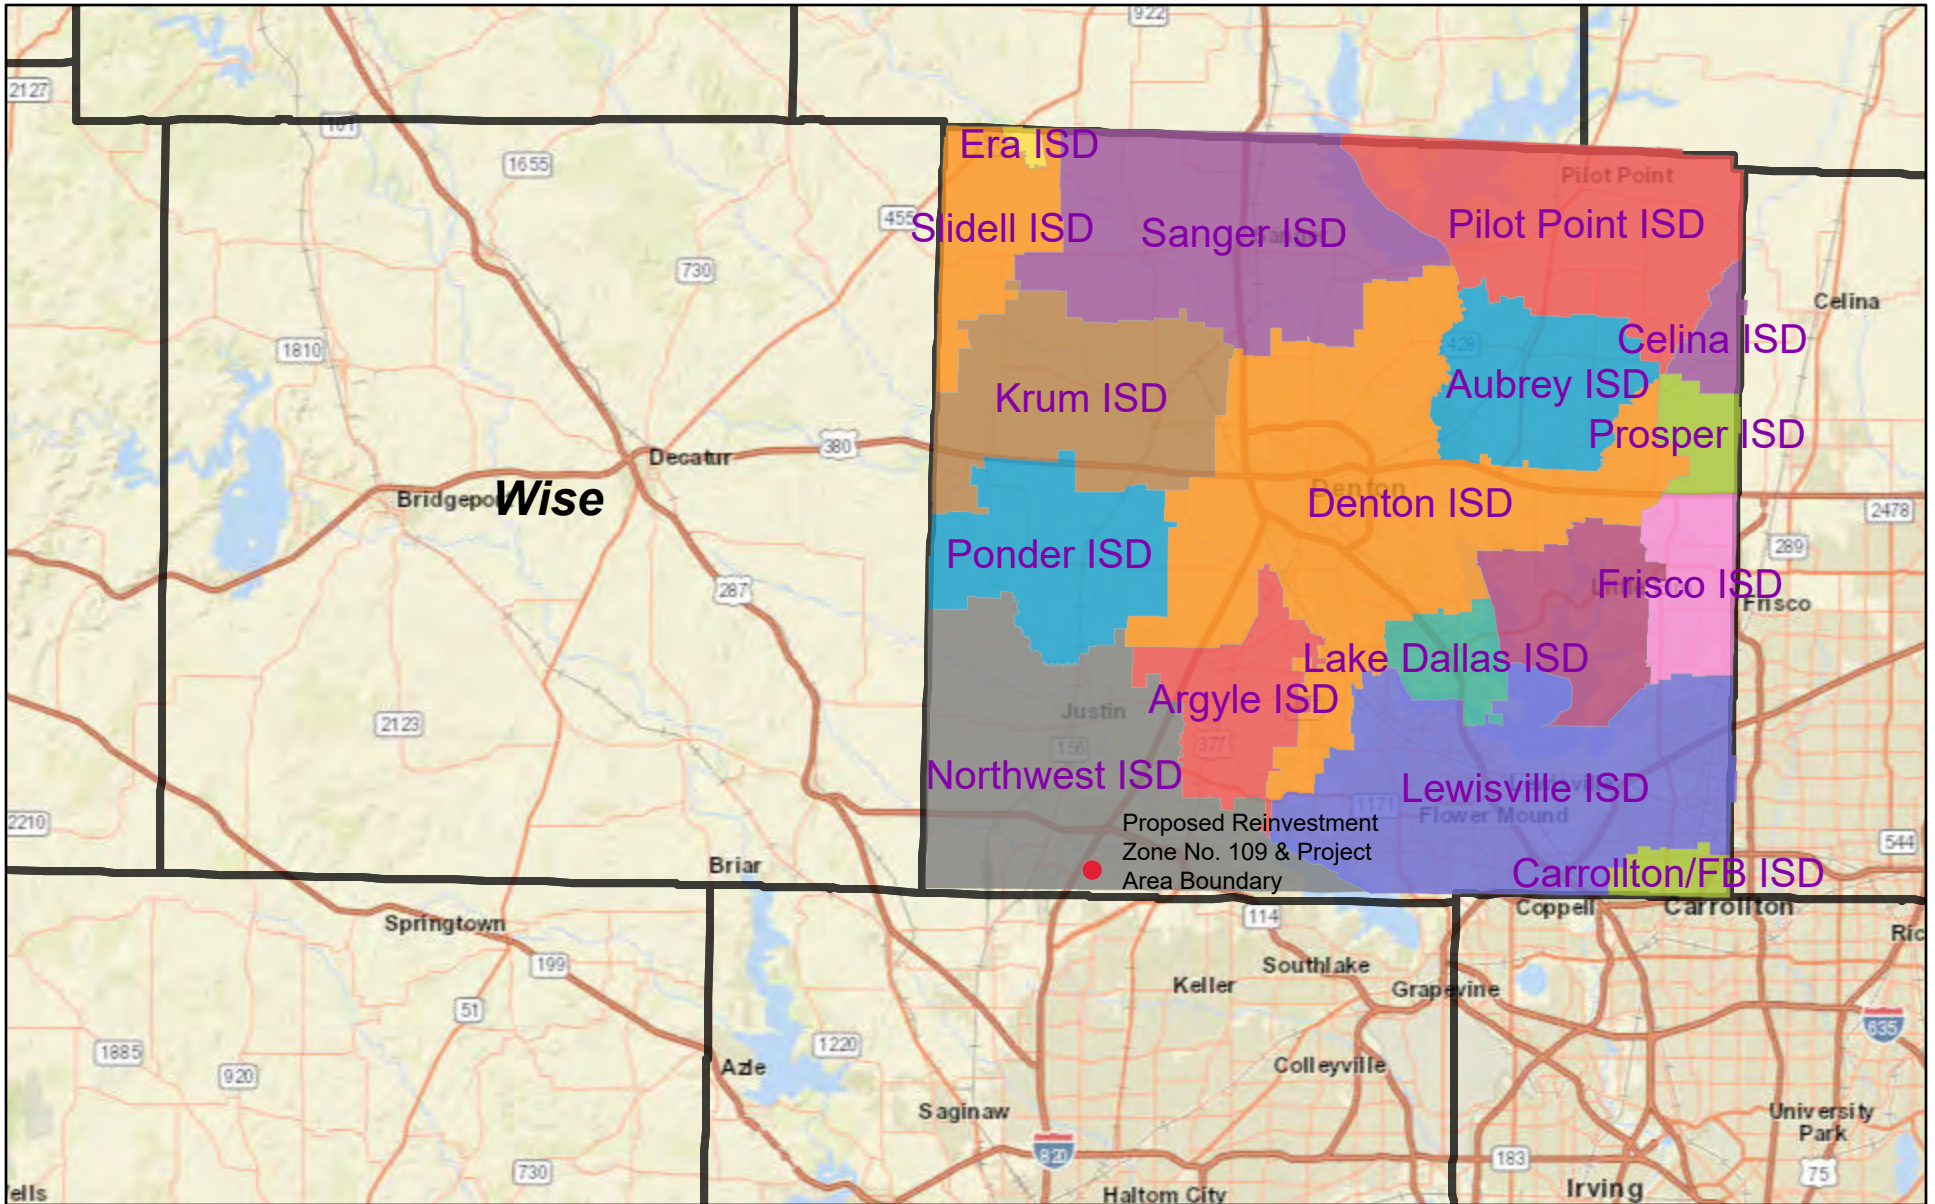 922
2127
101
1655
Era ISD
Pilot Point
455
Slidell ISD
Sanger ISD
Pilot Point ISD
730
Celina
1810
Celina ISD
428
Krum ISD
Aubrey ISD
Prosper ISD
380
Decatur
Bridgepo
Wise
Denton
Denton ISD
2478
289
Ponder ISD
287
Frisco ISD
Frisco
Lake Dallas ISD
Argyle ISD
Justin
2123
156
377
Northwest ISD
Lewisville ISD
1171
Flower Mound
2210
Proposed Reinvestment
Zone No. 109 & Project
Area Boundary
544
Briar
Carrollton/FB ISD
Springtown
114
Coppell
Carrollton
Ric
199
Southlake
Keller
Grapevine
51
635
1885
1220
920
Azle
Colleyville
Saginaw
University
Park
820
730
183
75
ells
Haltom City
Irving